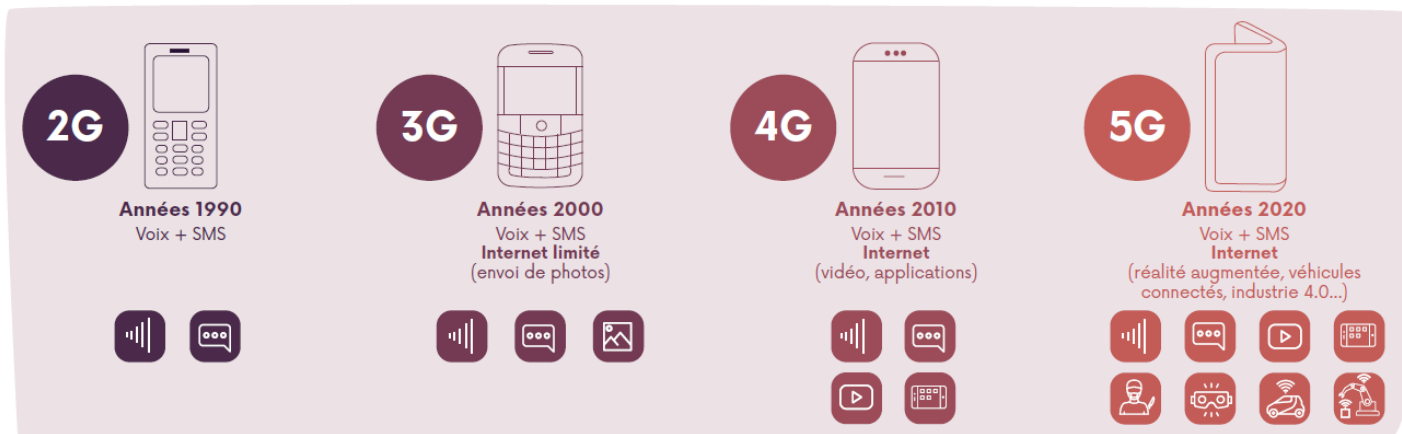 2G
Années 1990
Voix + SMS
3G
Années 2000
Voix + SMS
Internet limité
(envoi de photos)
4G
Années 2010
Voix + SMS
Internet
(vidéo, applications)
5G
Années 2020
Voix + SMS
Internet
(réalité augmentée, véhicules
connectés, industrie 4.0...)